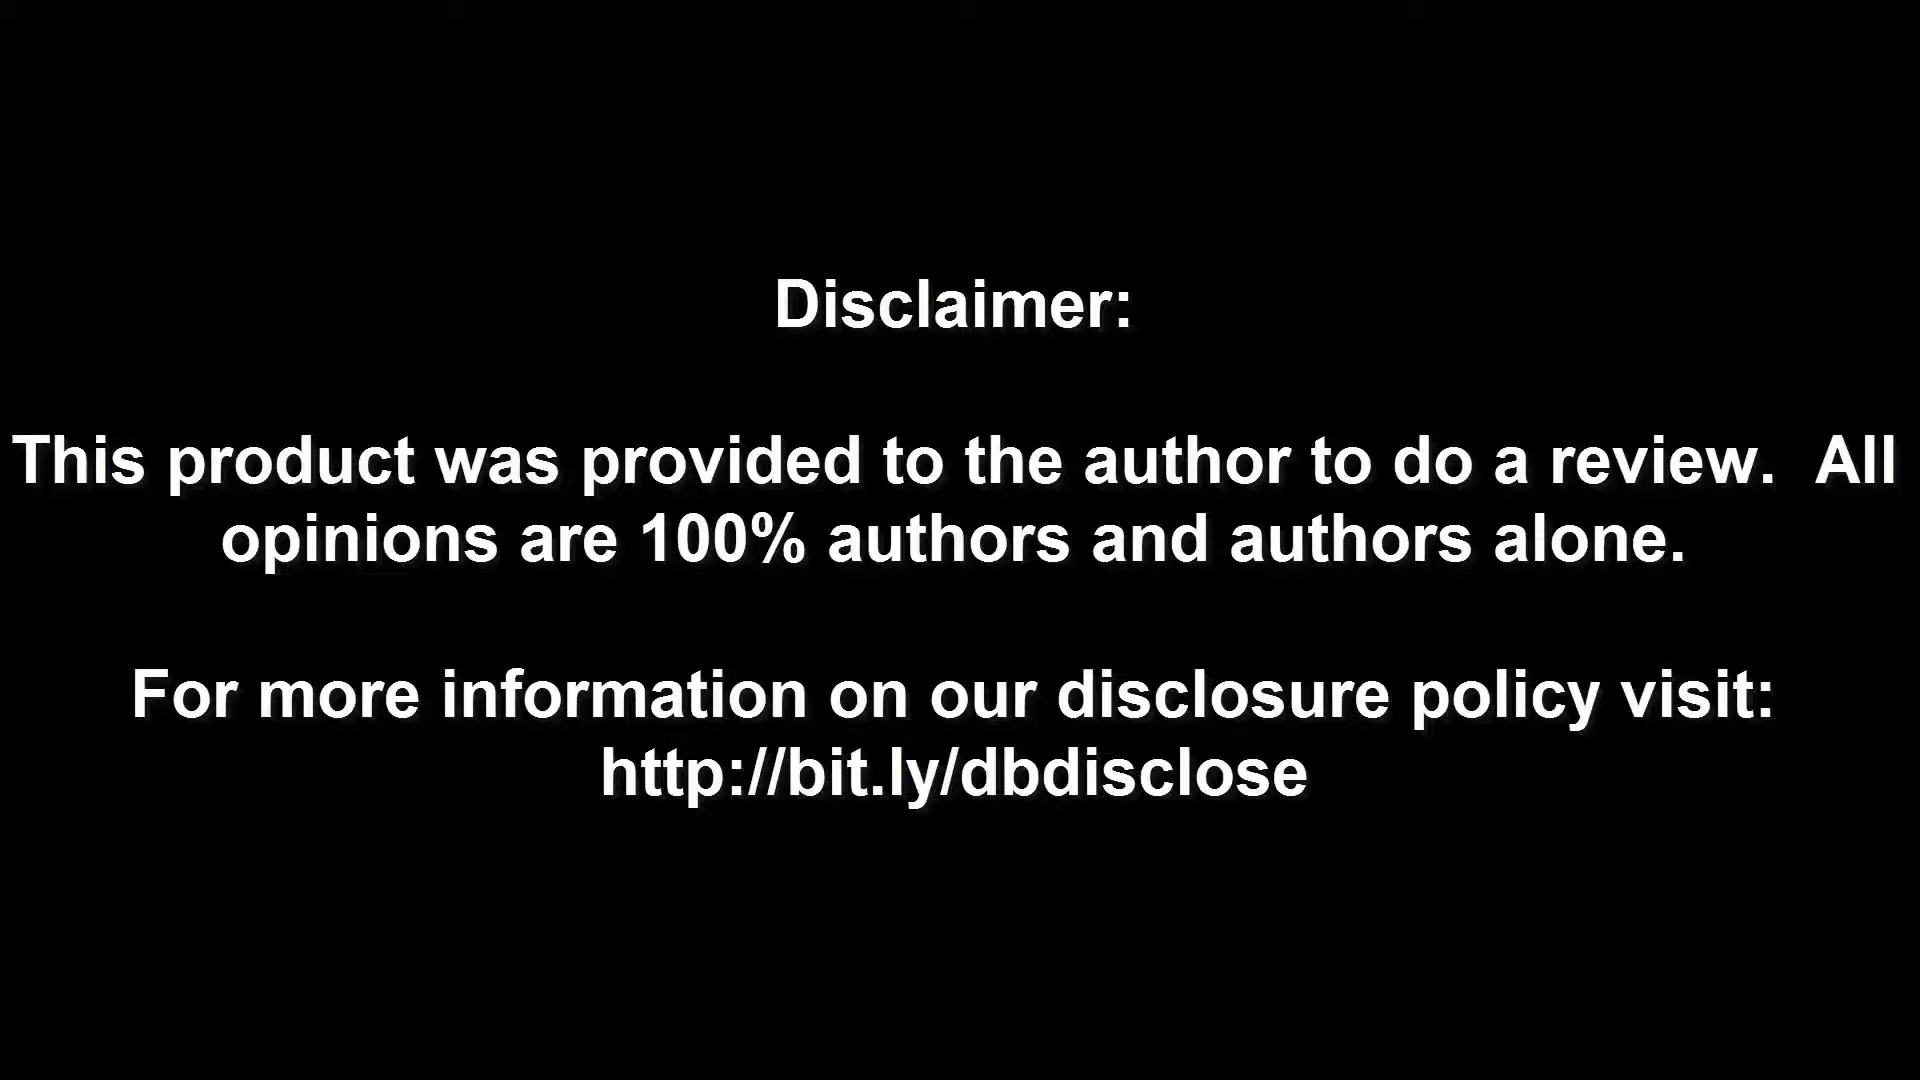 Disclaimer:
This product was provided to the author to do a review.  All
opinions are 100% authors and authors alone.
For more information on our disclosure policy visit:
http://bit.ly/dbdisclose